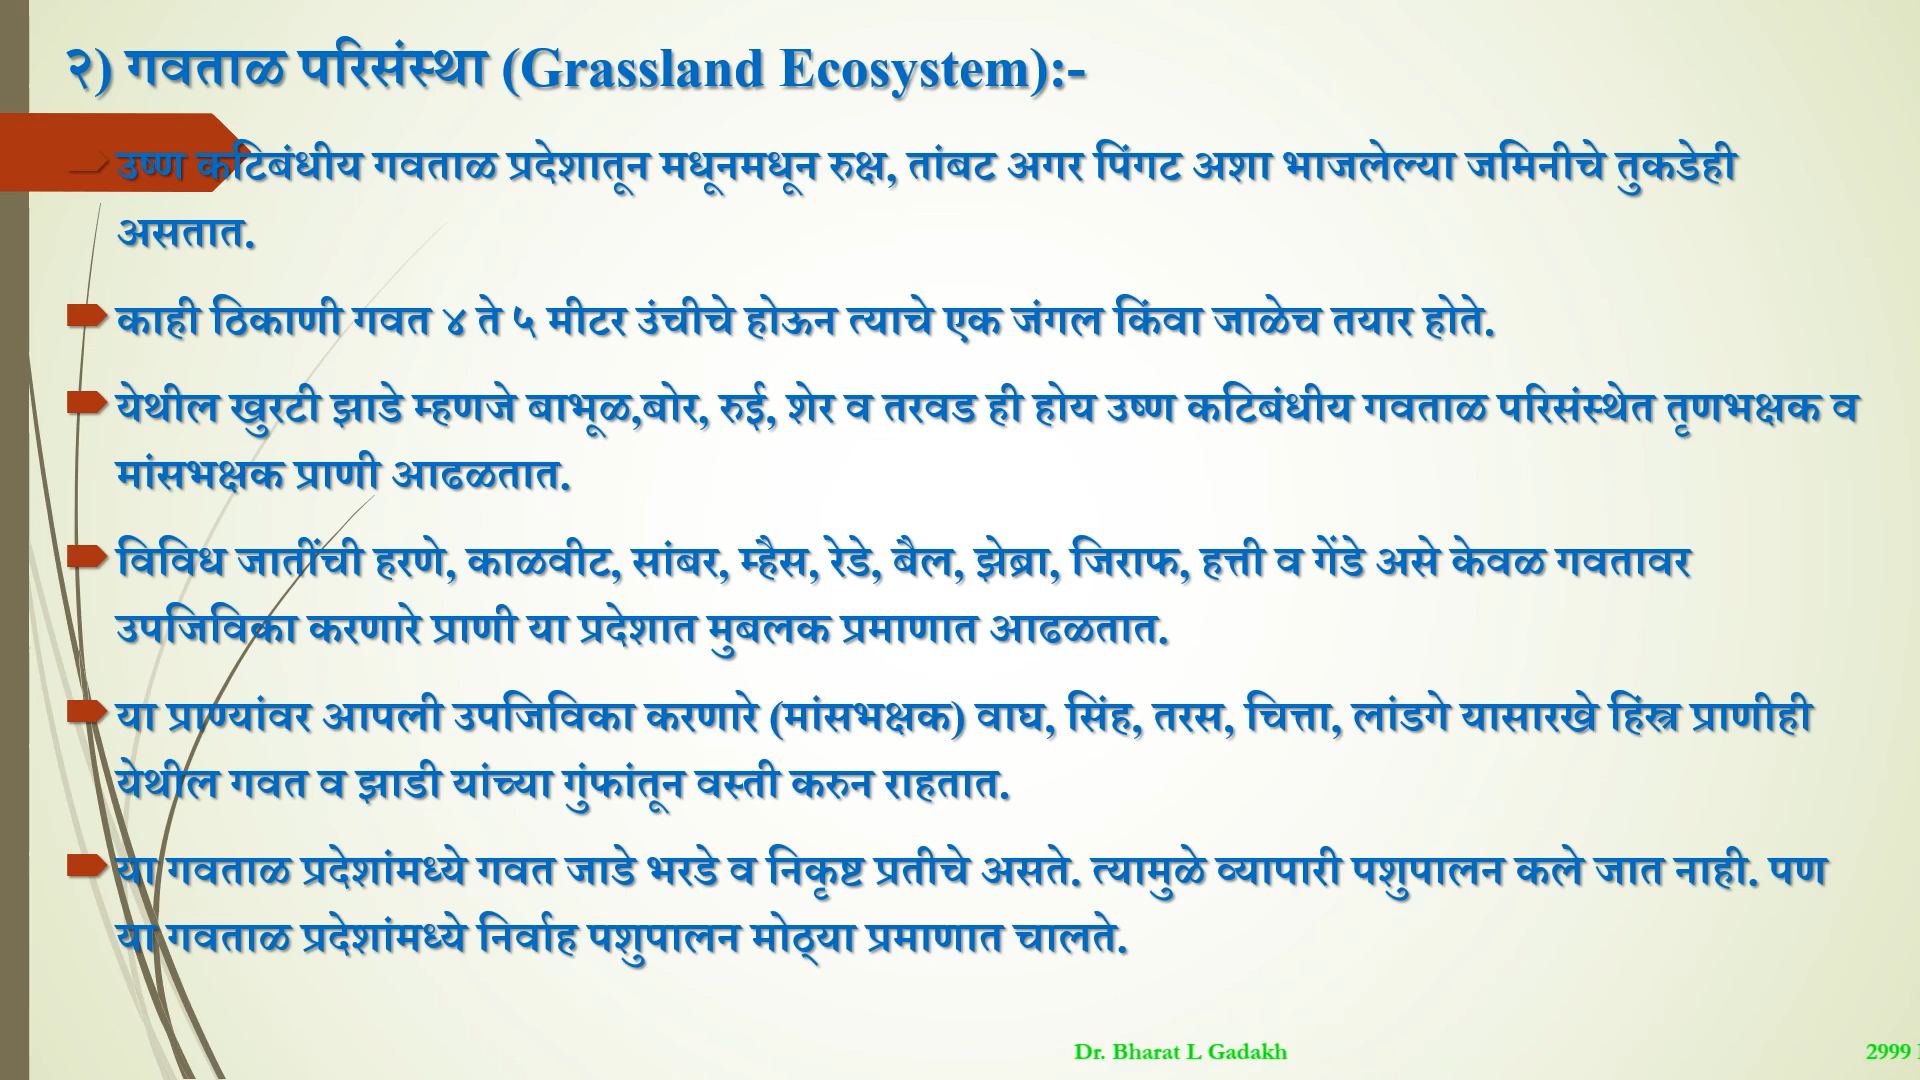 २) गवताळ परिसंस्था (Grassland Ecosystem):-
उष्ण कटिबंधीय गवताळ प्रदेशातून मधूनमधून रुक्ष, तांबट अगर पिंगट अशा भाजलेल्या जमिनीचे तुकडेही
असतात.
काही ठिकाणी गवत ४ ते ५ मीटर उंचीचे होऊन त्याचे एक जंगल किंवा जाळेच तयार होते.
येथील खुरटी झाडे म्हणजे बाभूळ,बोर, रुई, शेर व तरवड ही होय उष्ण कटिबंधीय गवताळ परिसंस्थेत तृणभक्षक व
मांसभक्षक प्राणी आढळतात.
विविध जातींची हरणे, काळवीट, सांबर, म्हैस, रेडे, बैल, झेब्रा, जिराफ, हत्ती व गेंडे असे केवळ गवतावर
उपजिविका करणारे प्राणी या प्रदेशात मुबलक प्रमाणात आढळतात.
या प्राण्यांवर आपली उपजिविका करणारे (मांसभक्षक) वाघ, सिंह, तरस, चित्ता, लांडगे यासारखे हिंस्त्र प्राणीही
येथील गवत व झाडी यांच्या गुंफांतून वस्ती करुन राहतात.
या गवताळ प्रदेशांमध्ये गवत जाडे भरडे व निकृष्ट प्रतीचे असते. त्यामुळे व्यापारी पशुपालन कले जात नाही. पण
या गवताळ प्रदेशांमध्ये निर्वाह पशुपालन मोठ्या प्रमाणात चालते.
Dr. Bharat L Gadakh
2999